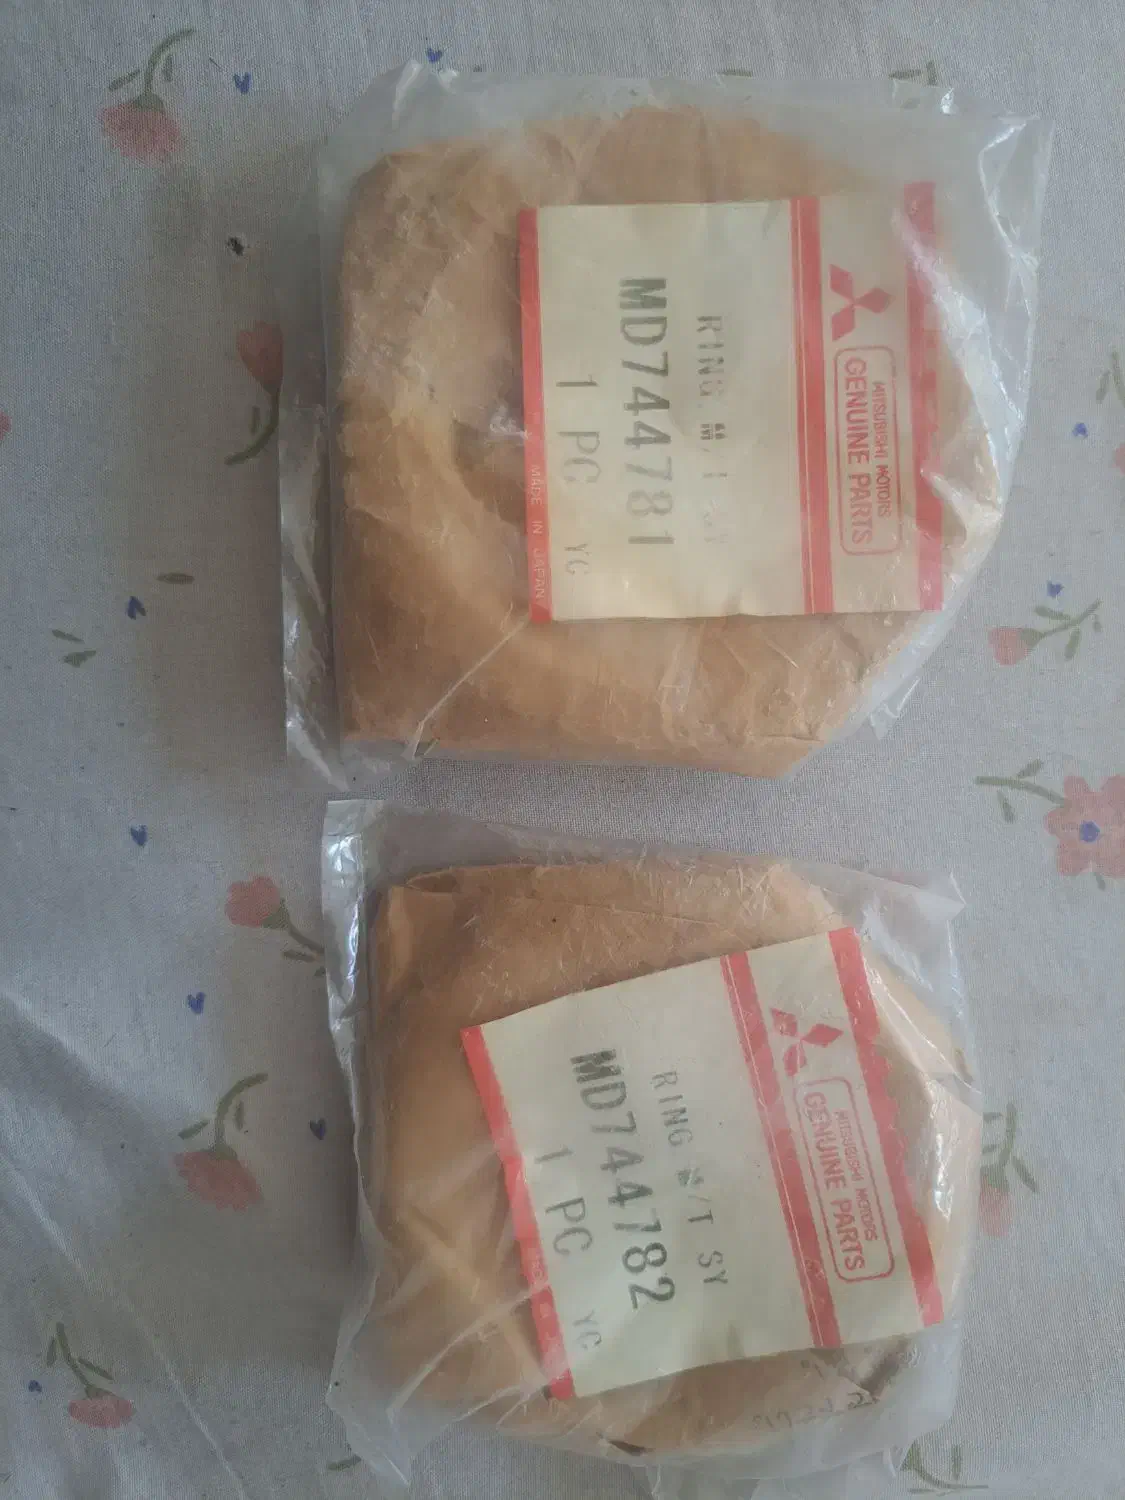 MITSUBISHI MOTORS
GENUINE PARTS
RING, M/T SY
MD744781
1 PC YC
MADE IN JAPAN
MITSUBISHI MOTORS
GENUINE PARTS
RING M/T SY
MD744782
1 PC YC